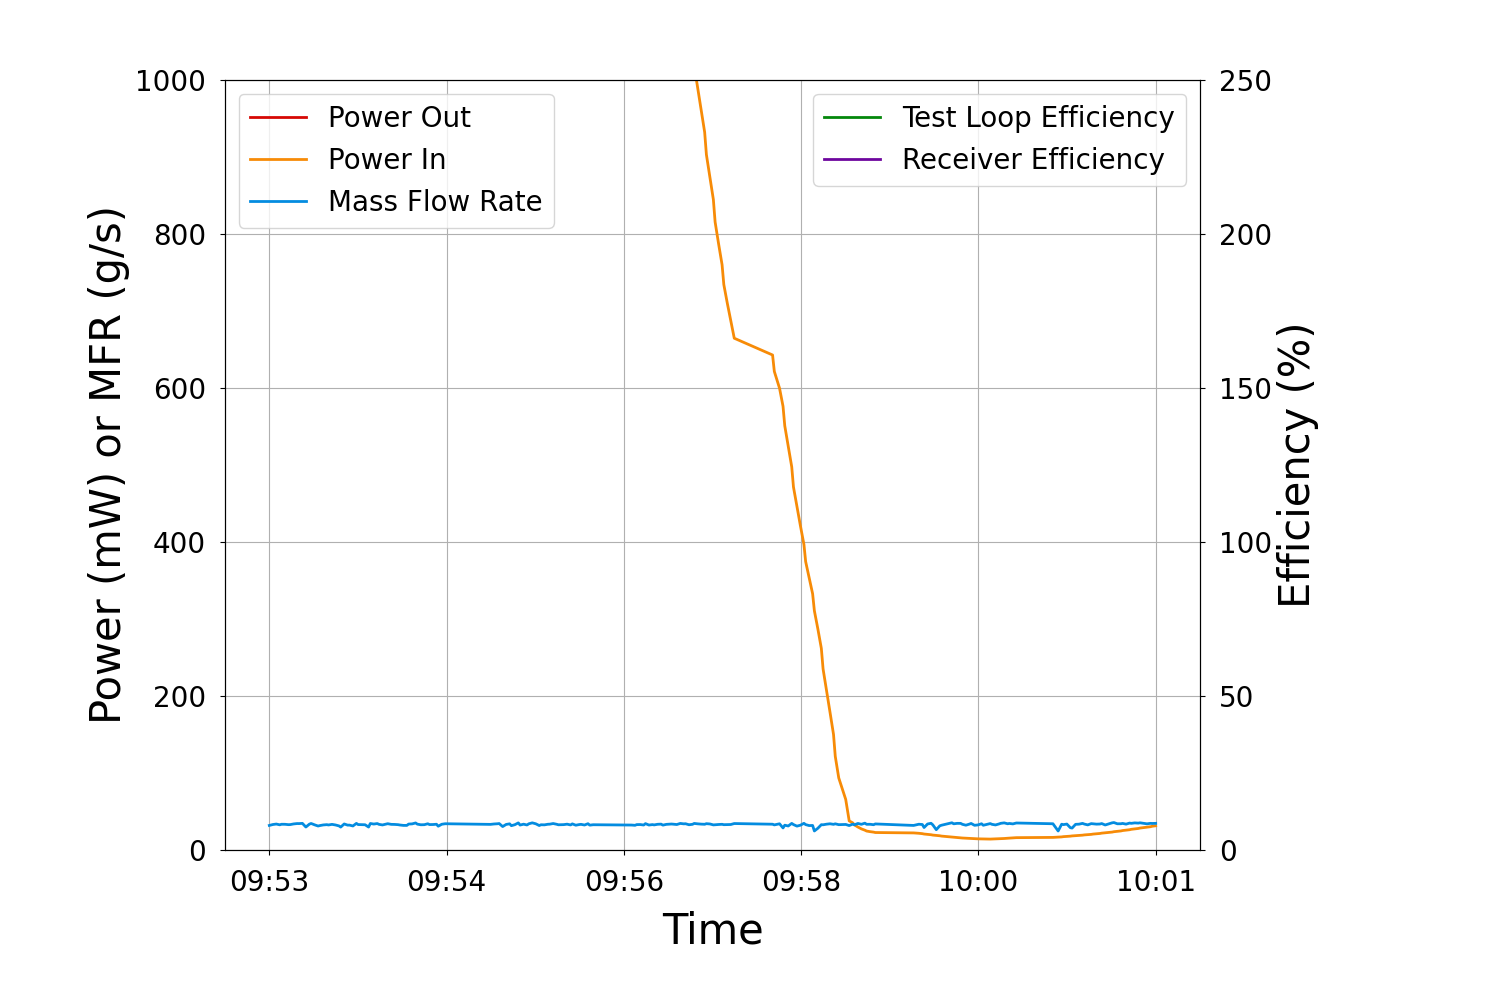 1000
800
600
400
200
0
Power (mW) or MFR (g/s)
Power Out
Power In
Mass Flow Rate
Test Loop Efficiency
Receiver Efficiency
250
200
150
100
50
0
Efficiency (%)
09:53 09:54 09:56 09:58 10:00 10:01
Time